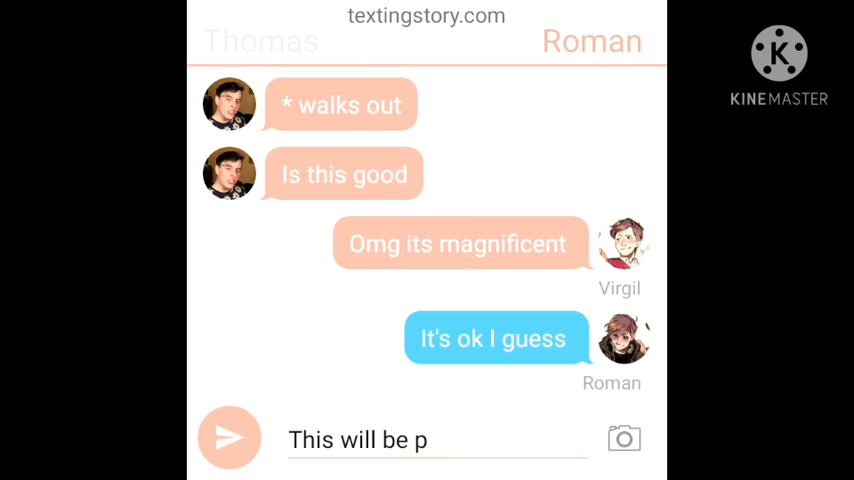 textingstory.com
Thomas Roman
* walks out
Is this good
Omg its magnificent
Virgil
It's ok I guess
Roman
This will be p
K
KINEMASTER